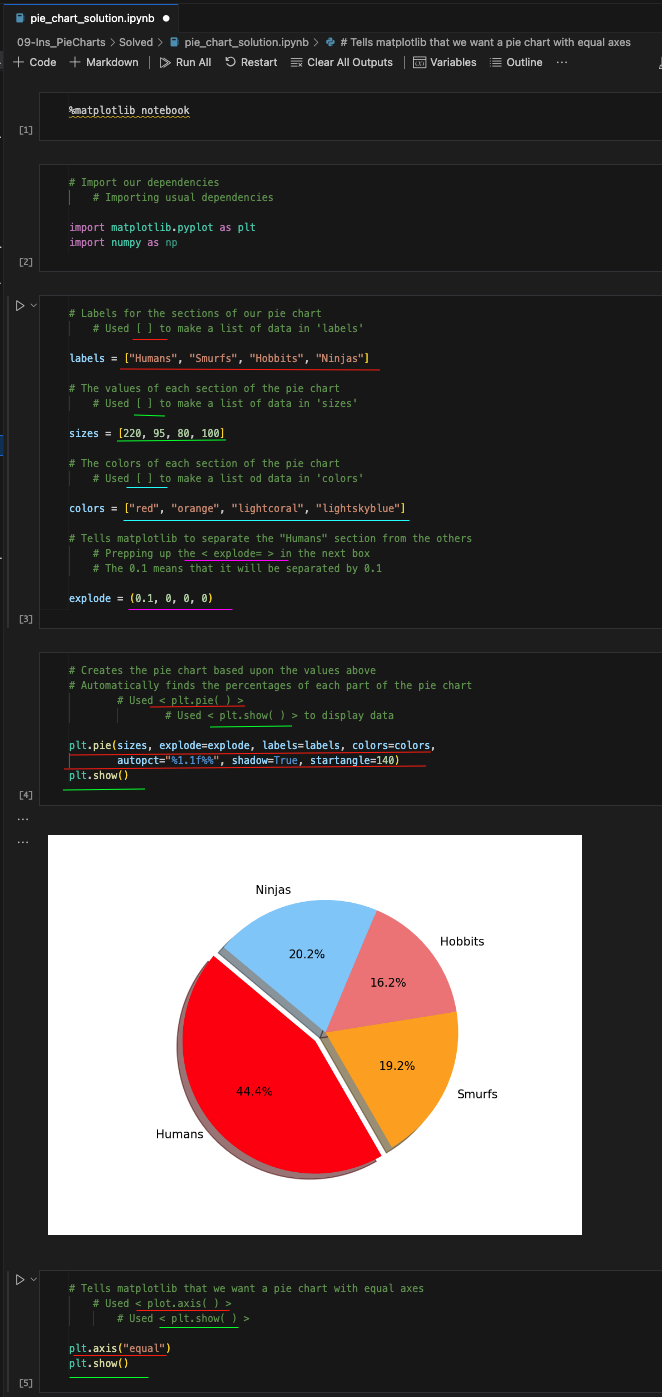 pie_chart_solution.ipynb ●
09-Ins_PieCharts > Solved > pie_chart_solution.ipynb > # Tells matplotlib that we want a pie chart with equal axes
+ Code + Markdown | Run All Restart Clear All Outputs | Variables Outline ...
%matplotlib notebook
[1]
# Import our dependencies
# Importing usual dependencies
import matplotlib.pyplot as plt
import numpy as np
[2]
# Labels for the sections of our pie chart
# Used [ ] to make a list of data in 'labels'
labels = ["Humans", "Smurfs", "Hobbits", "Ninjas"]
# The values of each section of the pie chart
# Used [ ] to make a list of data in 'sizes'
sizes = [220, 95, 80, 100]
# The colors of each section of the pie chart
# Used [ ] to make a list od data in 'colors'
colors = ["red", "orange", "lightcoral", "lightskyblue"]
# Tells matplotlib to separate the "Humans" section from the others
# Prepping up the < explode= > in the next box
# The 0.1 means that it will be separated by 0.1
explode = (0.1, 0, 0, 0)
[3]
# Creates the pie chart based upon the values above
# Automatically finds the percentages of each part of the pie chart
# Used < plt.pie( ) >
# Used < plt.show( ) > to display data
plt.pie(sizes, explode=explode, labels=labels, colors=colors,
autopct="%1.1f%%", shadow=True, startangle=140)
plt.show()
[4]
...
...
Ninjas
Hobbits
20.2%
16.2%
19.2%
44.4%
Smurfs
Humans
# Tells matplotlib that we want a pie chart with equal axes
# Used < plot.axis( ) >
# Used < plt.show( ) >
plt.axis("equal")
plt.show()
[5]